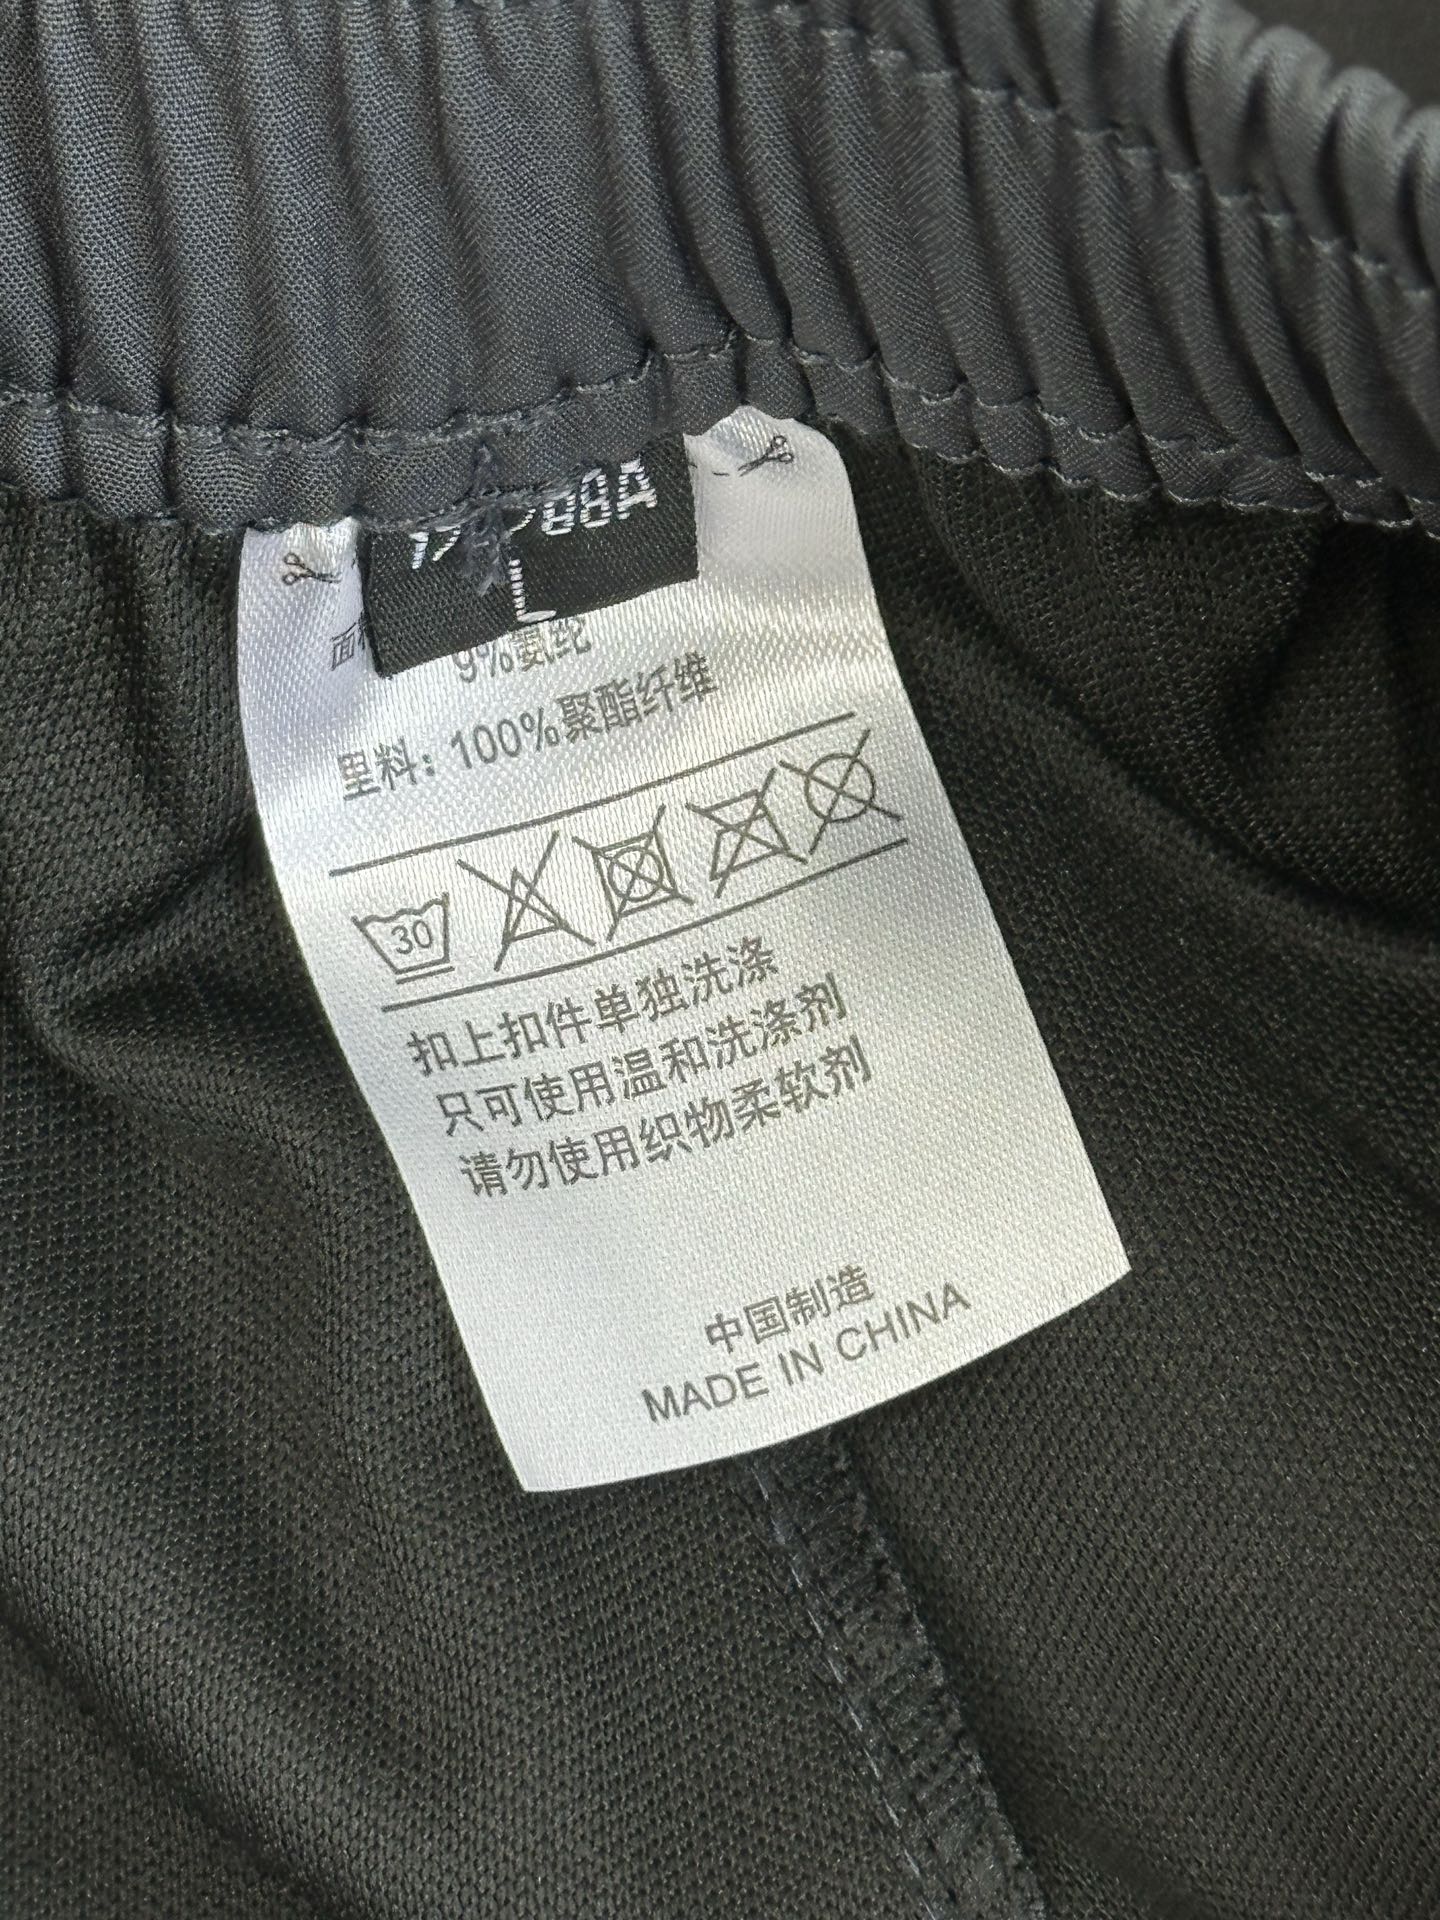 L
9%氨纶
里料：100%聚酯纤维
30
扣上扣件单独洗涤
只可使用温和洗涤剂
请勿使用织物柔软剂
中国制造
MADE IN CHINA